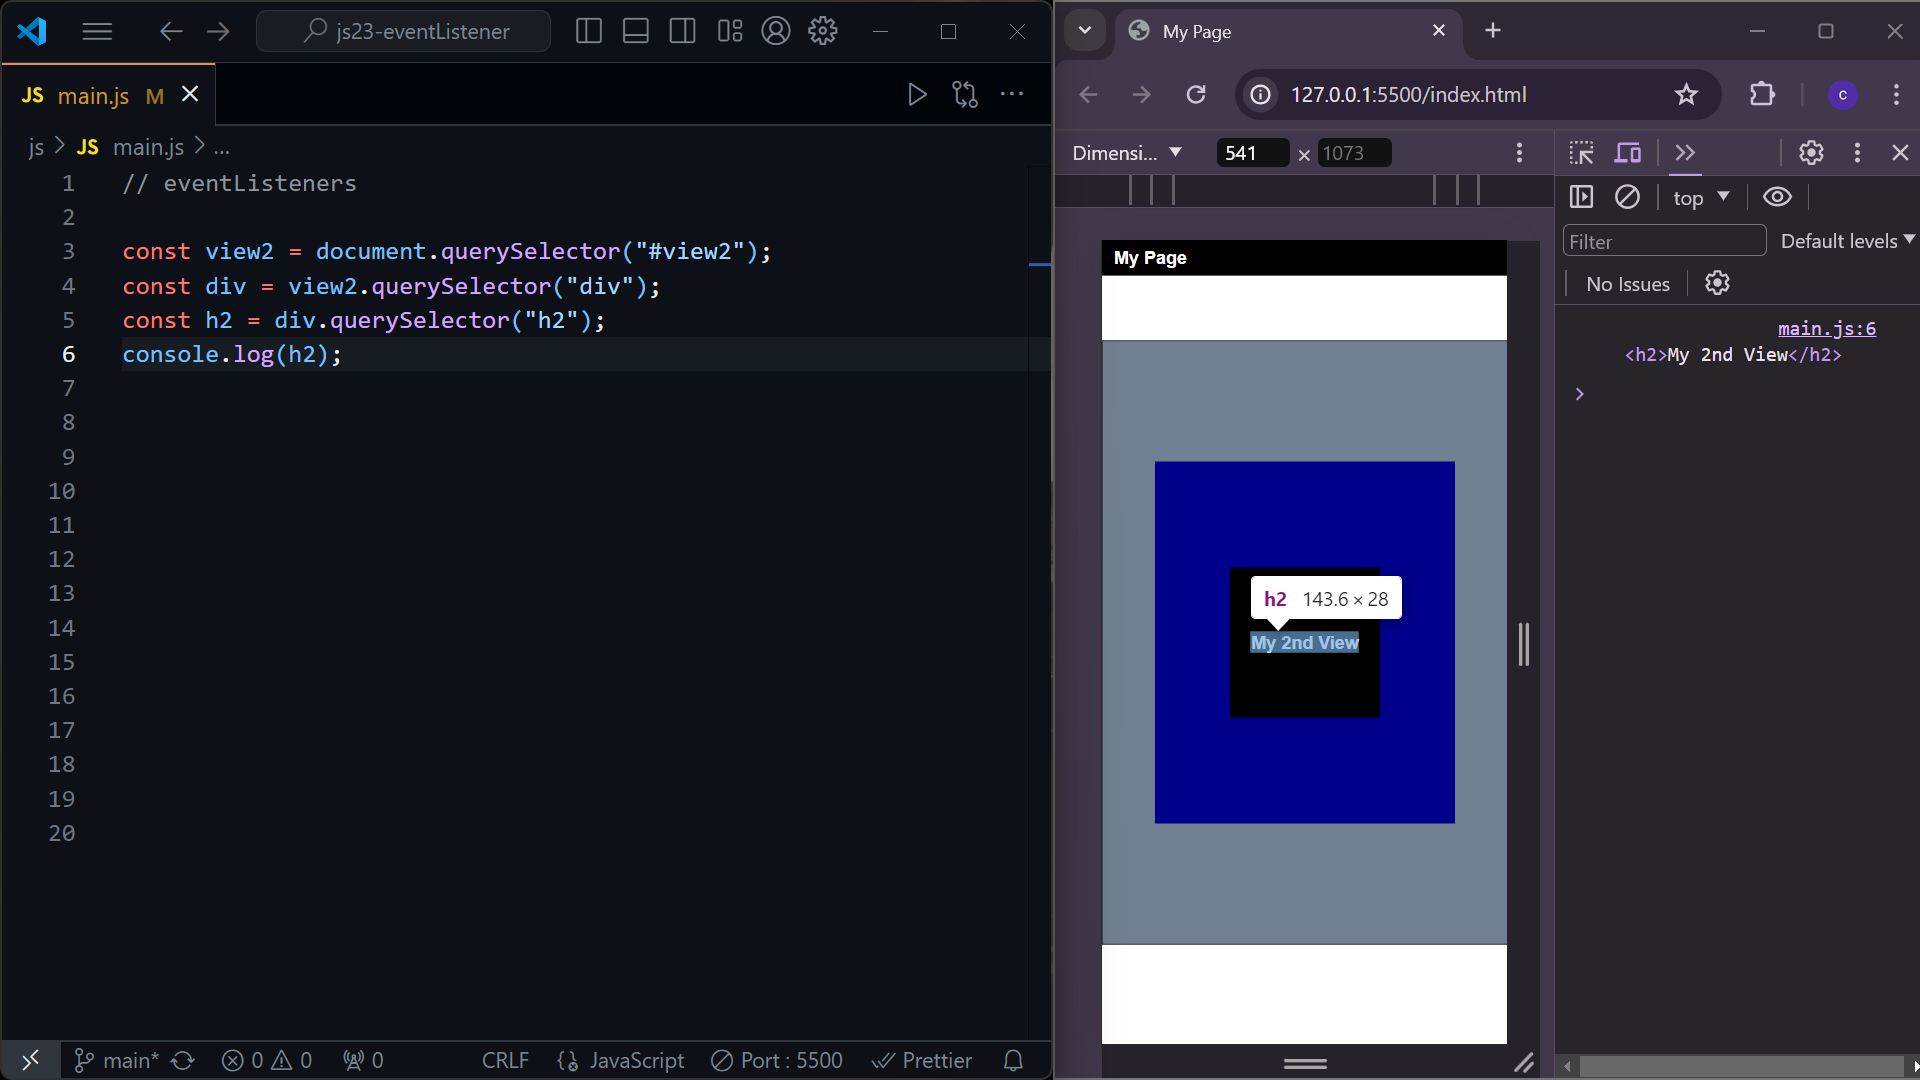 js23-eventListener
JS main.js M
js > JS main.js > ...
1 // eventListeners
2
3 const view2 = document.querySelector("#view2");
4 const div = view2.querySelector("div");
5 const h2 = div.querySelector("h2");
6 console.log(h2);
7
8
9
10
11
12
13
14
15
16
17
18
19
20
main* 0 0 0 CRLF JavaScript Port : 5500 Prettier
My Page
127.0.0.1:5500/index.html
c
Dimensi... 541 × 1073
My Page
h2 143.6 × 28
My 2nd View
top
Filter Default levels
No Issues
main.js:6
<h2>My 2nd View</h2>